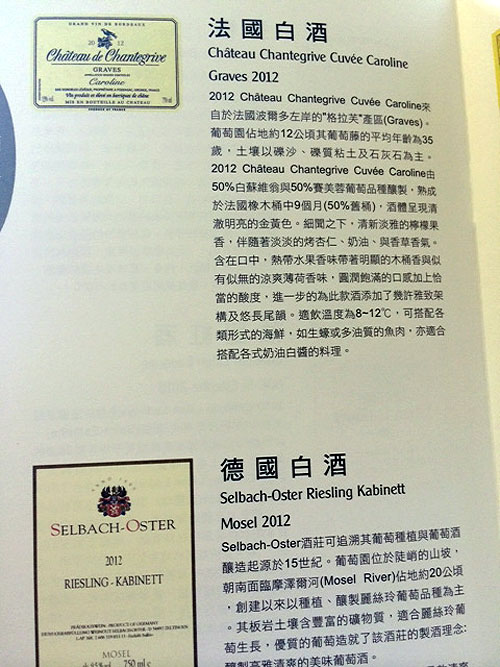 GRAND VIN DE BORDEAUX
2012
Château de Chantegrive
GRAVES
Caroline
MIS EN BOUTEILLE AU CHATEAU
法國白酒
Château Chantegrive Cuvée Caroline
Graves 2012
2012 Château Chantegrive Cuvée Caroline來
自於法國波爾多左岸的"格拉芙"產區(Graves)。
葡萄園佔地約12公頃其葡萄藤的平均年齡為35
歲，土壤以礫沙、礫質粘土及石灰石為主。
2012 Château Chantegrive Cuvée Caroline由
50%白蘇維翁與50%賽芙蓉葡萄品種釀製，熟成
於法國橡木桶中9個月(50%舊桶)，酒體呈現清
澈明亮的金黃色。細聞之下，清新淡雅的檸檬果
香，伴隨著淡淡的烤杏仁、奶油、與香草香氣。
含在口中，熱帶水果香味帶著明顯的木桶香與似
有似無的涼爽薄荷香味，圓潤飽滿的口感加上恰
當的酸度，進一步的為此款酒添加了幾許雅致架
構及悠長尾韻。適飲溫度為8~12℃，可搭配各
類形式的海鮮，如生蠔或多油質的魚肉，亦適合
搭配各式奶油白醬的料理。
SELBACH-OSTER
2012
RIESLING-KABINETT
MOSEL
750 ml
德國白酒
Selbach-Oster Riesling Kabinett
Mosel 2012
Selbach-Oster酒莊可追溯其葡萄種植與葡萄酒
釀造起源於15世紀。葡萄園位於陡峭的山坡，
朝南面臨摩澤爾河(Mosel River)佔地約20公頃
，創建以來以種植、釀製麗絲玲葡萄品種為主
。其板岩土壤含豐富的礦物質，適合麗絲玲葡
萄生長，優質的葡萄造就了該酒莊的製酒理念:
釀製高雅清爽的美味葡萄酒。